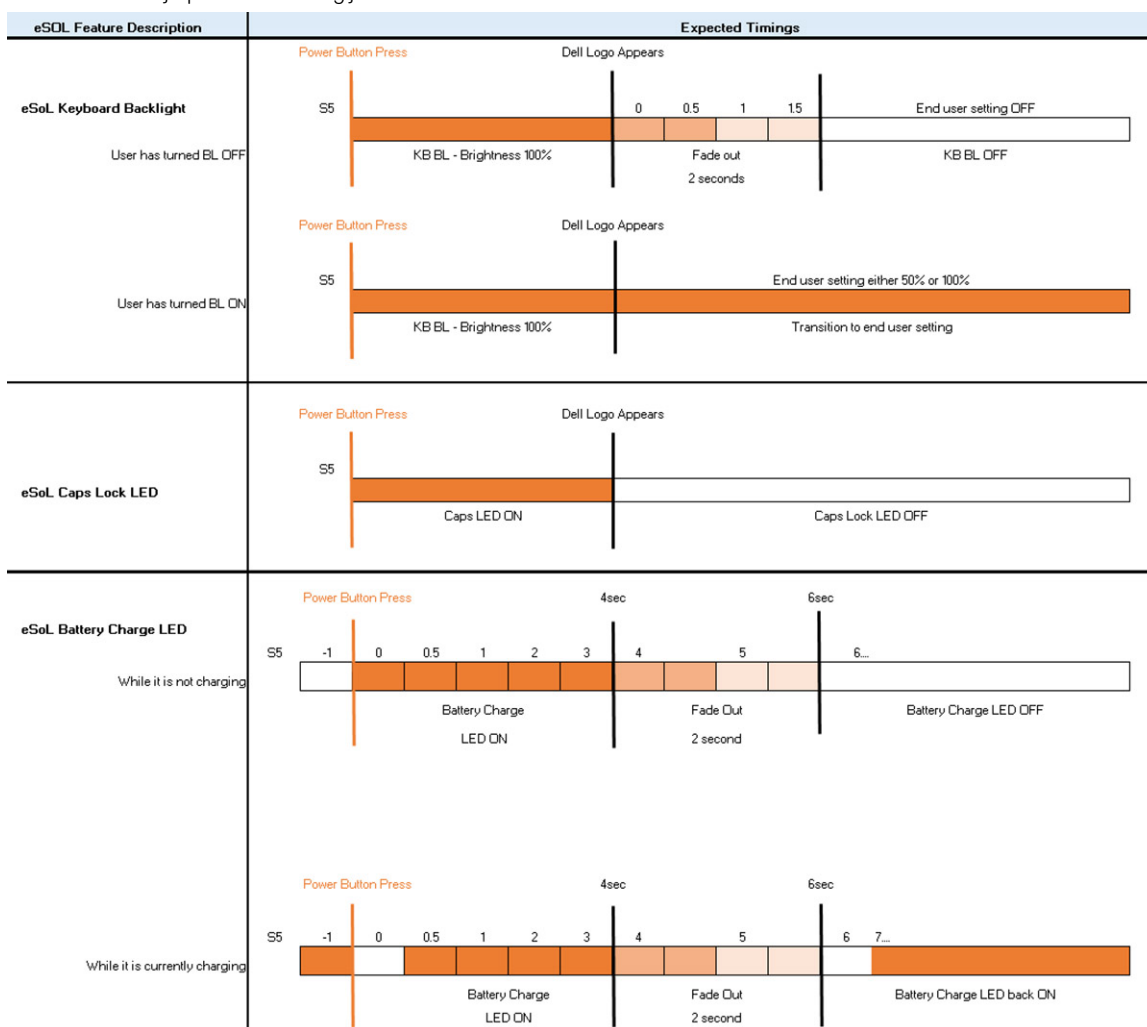 eSOL Feature Description Expected Timings
Power Button Press Dell Logo Appears
eSoL Keyboard Backlight S5 0 0.5 1 1.5 End user setting OFF
User has turned BL OFF KB BL - Brightness 100% Fade out KB BL OFF
2 seconds
Power Button Press Dell Logo Appears
S5 End user setting either 50% or 100%
User has turned BL ON
KB BL - Brightness 100% Transition to end user setting
Power Button Press Dell Logo Appears
S5
eSoL Caps Lock LED
Caps LED ON Caps Lock LED OFF
Power Button Press 4sec 6sec
eSoL Battery Charge LED
S5 -1 0 0.5 1 2 3 4 5 6...
While it is not charging
Battery Charge Fade Out Battery Charge LED OFF
LED ON 2 second
Power Button Press 4sec 6sec
S5 -1 0 0.5 1 2 3 4 5 6 7...
While it is currently charging
Battery Charge Fade Out Battery Charge LED back ON
LED ON 2 second